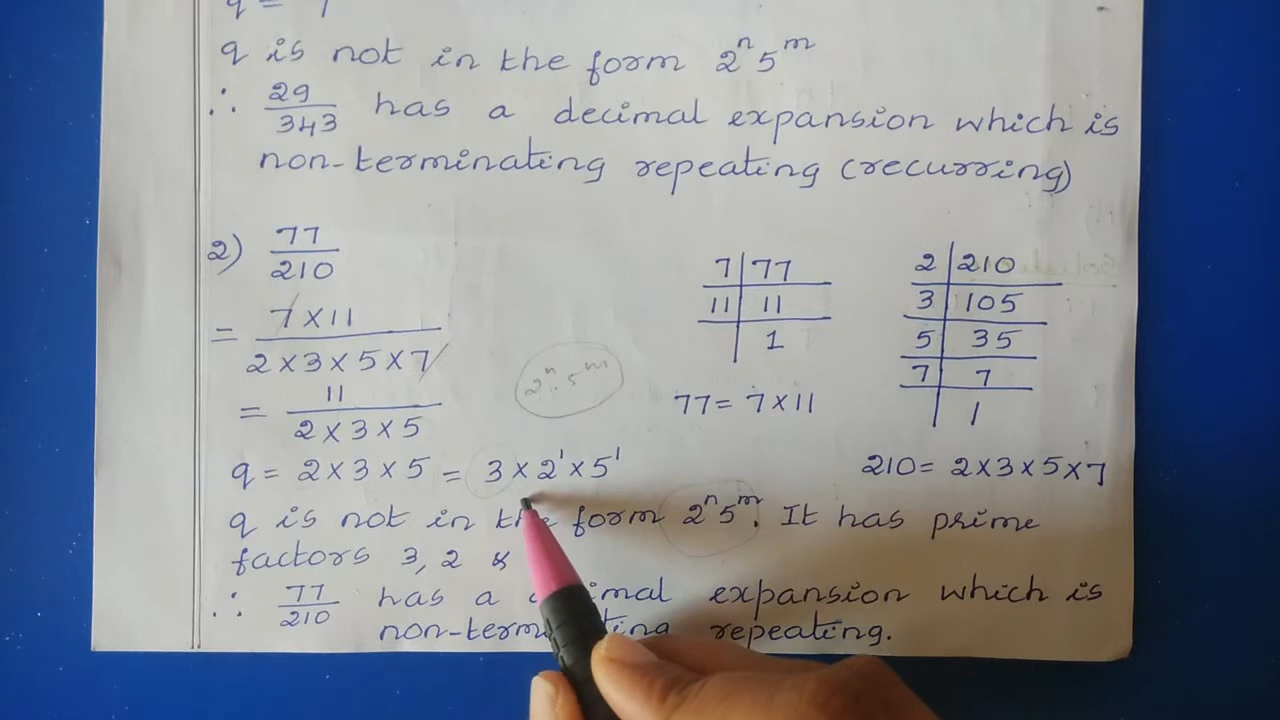 q is not in the form 2ⁿ5ᵐ
∴ 29/343 has a decimal expansion which is
non-terminating repeating (recurring)
2) 77/210
= 7×11 / 2×3×5×7
= 11 / 2×3×5
2ⁿ.5ᵐ
7 | 77
11 | 11
1
77 = 7×11
2 | 210
3 | 105
5 | 35
7 | 7
1
210 = 2×3×5×7
q = 2×3×5 = 3×2¹×5¹
q is not in the form 2ⁿ5ᵐ. It has prime
factors 3, 2 &
∴ 77/210 has a expansion which is
repeating.